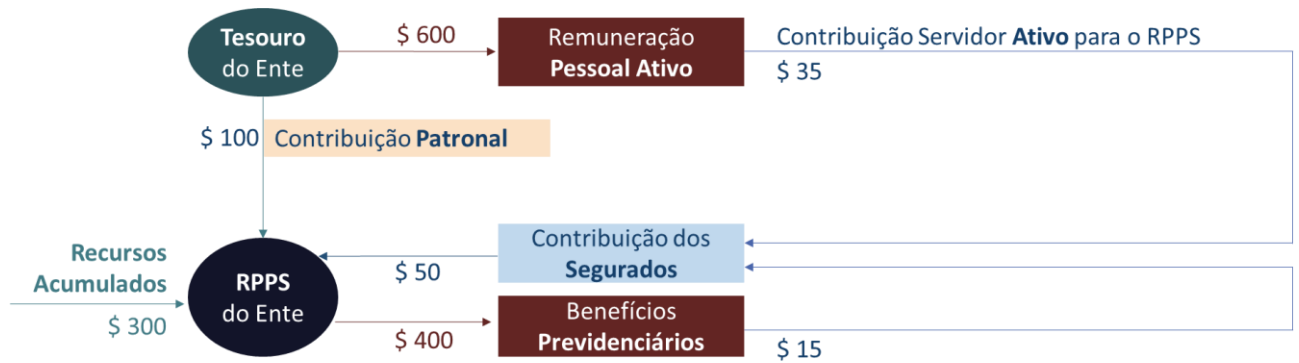 Tesouro
do Ente
$ 600
Remuneração
Pessoal Ativo
Contribuição Servidor Ativo para o RPPS
$ 35
$ 100
Contribuição Patronal
Recursos
Acumulados
$ 300
RPPS
do Ente
$ 50
Contribuição dos
Segurados
$ 400
Benefícios
Previdenciários
$ 15